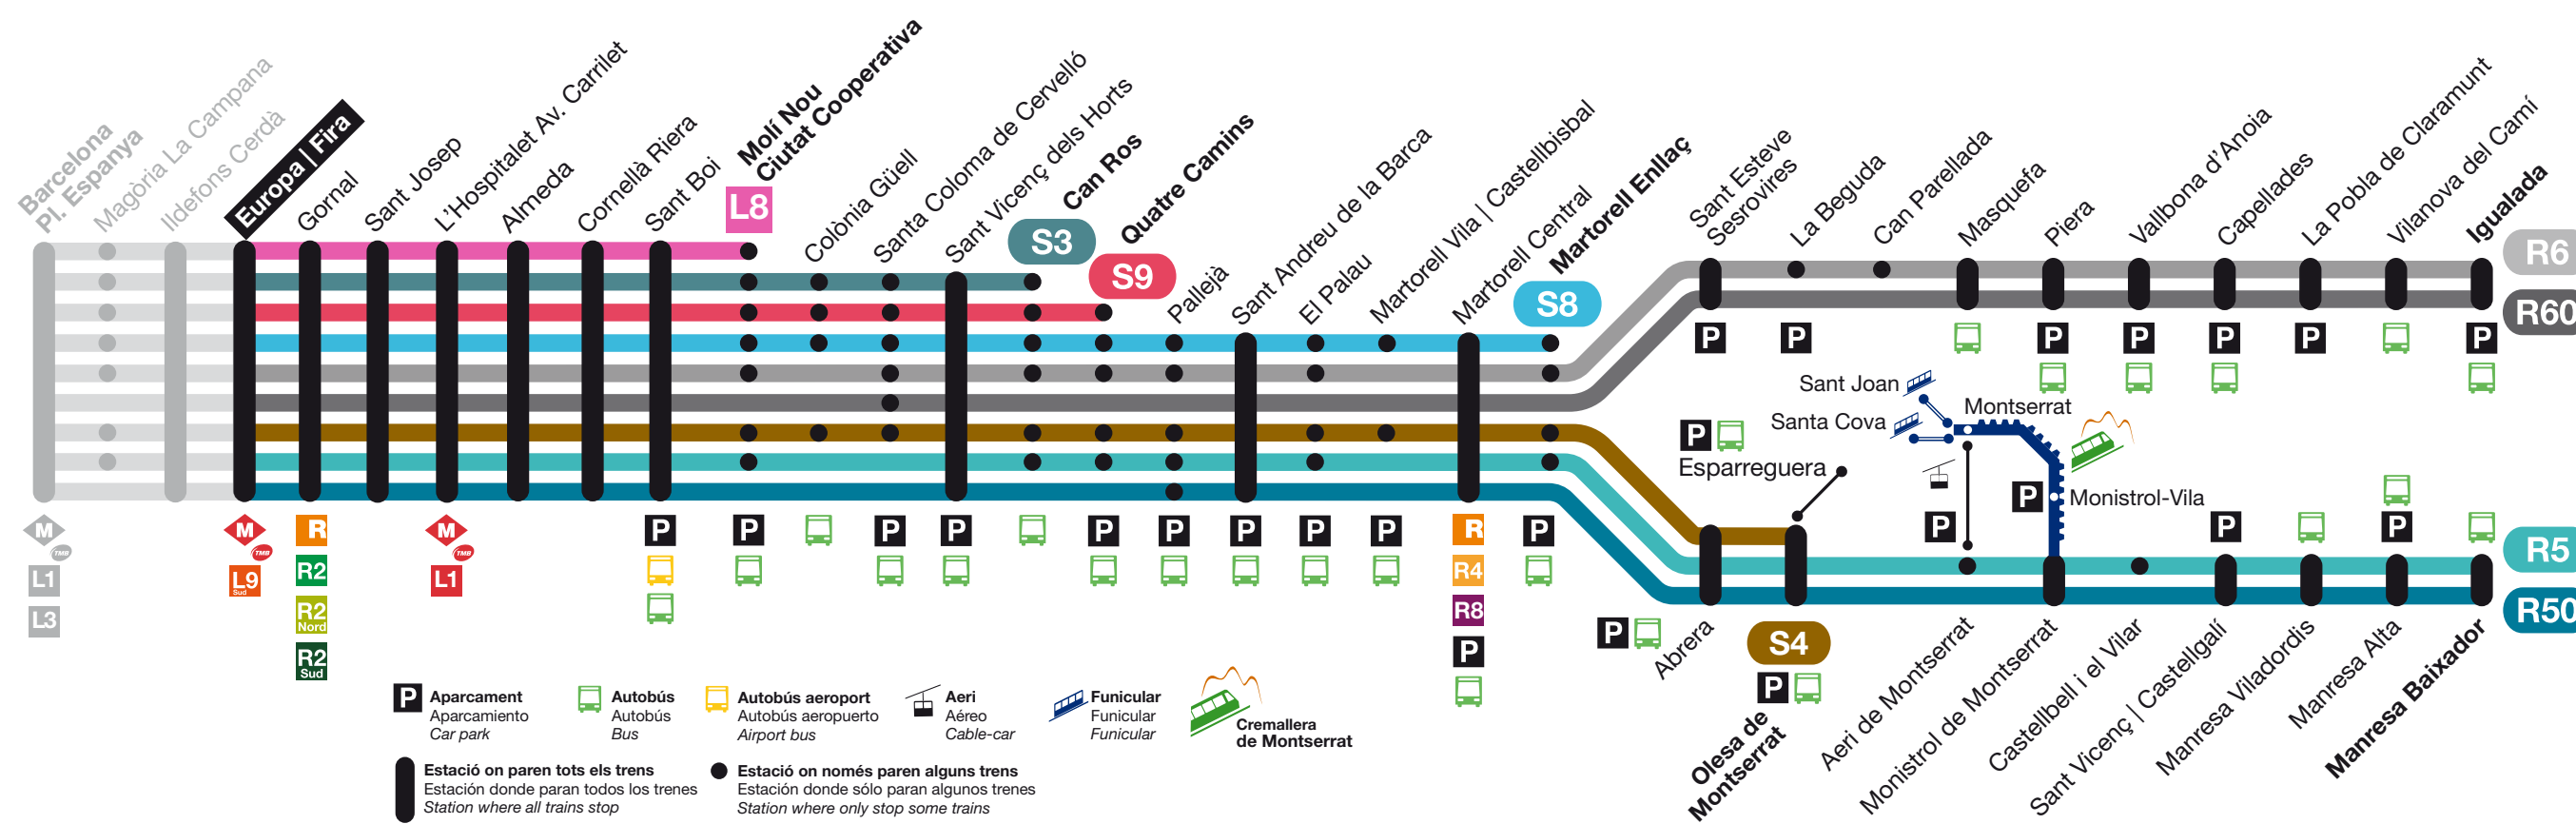 Barcelona
Pl. Espanya
Magòria La Campana
Ildefons Cerdà
Europa | Fira
Gornal
Sant Josep
L'Hospitalet Av. Carrilet
Almeda
Cornellà Riera
Sant Boi
Molí Nou
Ciutat Cooperativa
L8
Colònia Güell
Santa Coloma de Cervelló
Sant Vicenç dels Horts
Can Ros
S3
Quatre Camins
S9
Pallejà
Sant Andreu de la Barca
El Palau
Martorell Vila | Castellbisbal
Martorell Central
Martorell Enllaç
S8
Sant Esteve
Sesrovires
La Beguda
Can Parellada
Masquefa
Piera
Vallbona d'Anoia
Capellades
La Pobla de Claramunt
Vilanova del Camí
Igualada
R6
R60
P
P
P
P
P
P
P
Sant Joan
Santa Cova
Montserrat
P
Esparreguera
P
Monistrol-Vila
P
P
P
R5
R50
M
TMB
L1
L3
M
TMB
L9
Sud
R
R2
R2
Nord
R2
Sud
M
TMB
L1
P
P
P
P
P
P
P
P
P
R
R4
R8
P
P
P
Abrera
S4
P
Olesa de
Montserrat
Aeri de Montserrat
Monistrol de Montserrat
Castellbell i el Vilar
Sant Vicenç | Castellgalí
Manresa Viladordis
Manresa Alta
Manresa Baixador
P
Aparcament
Aparcamiento
Car park
Autobús
Autobús
Bus
Autobús aeroport
Autobús aeropuerto
Airport bus
Aeri
Aéreo
Cable-car
Funicular
Funicular
Funicular
Cremallera
de Montserrat
Estació on paren tots els trens
Estación donde paran todos los trenes
Station where all trains stop
Estació on només paren alguns trens
Estación donde sólo paran algunos trenes
Station where only stop some trains